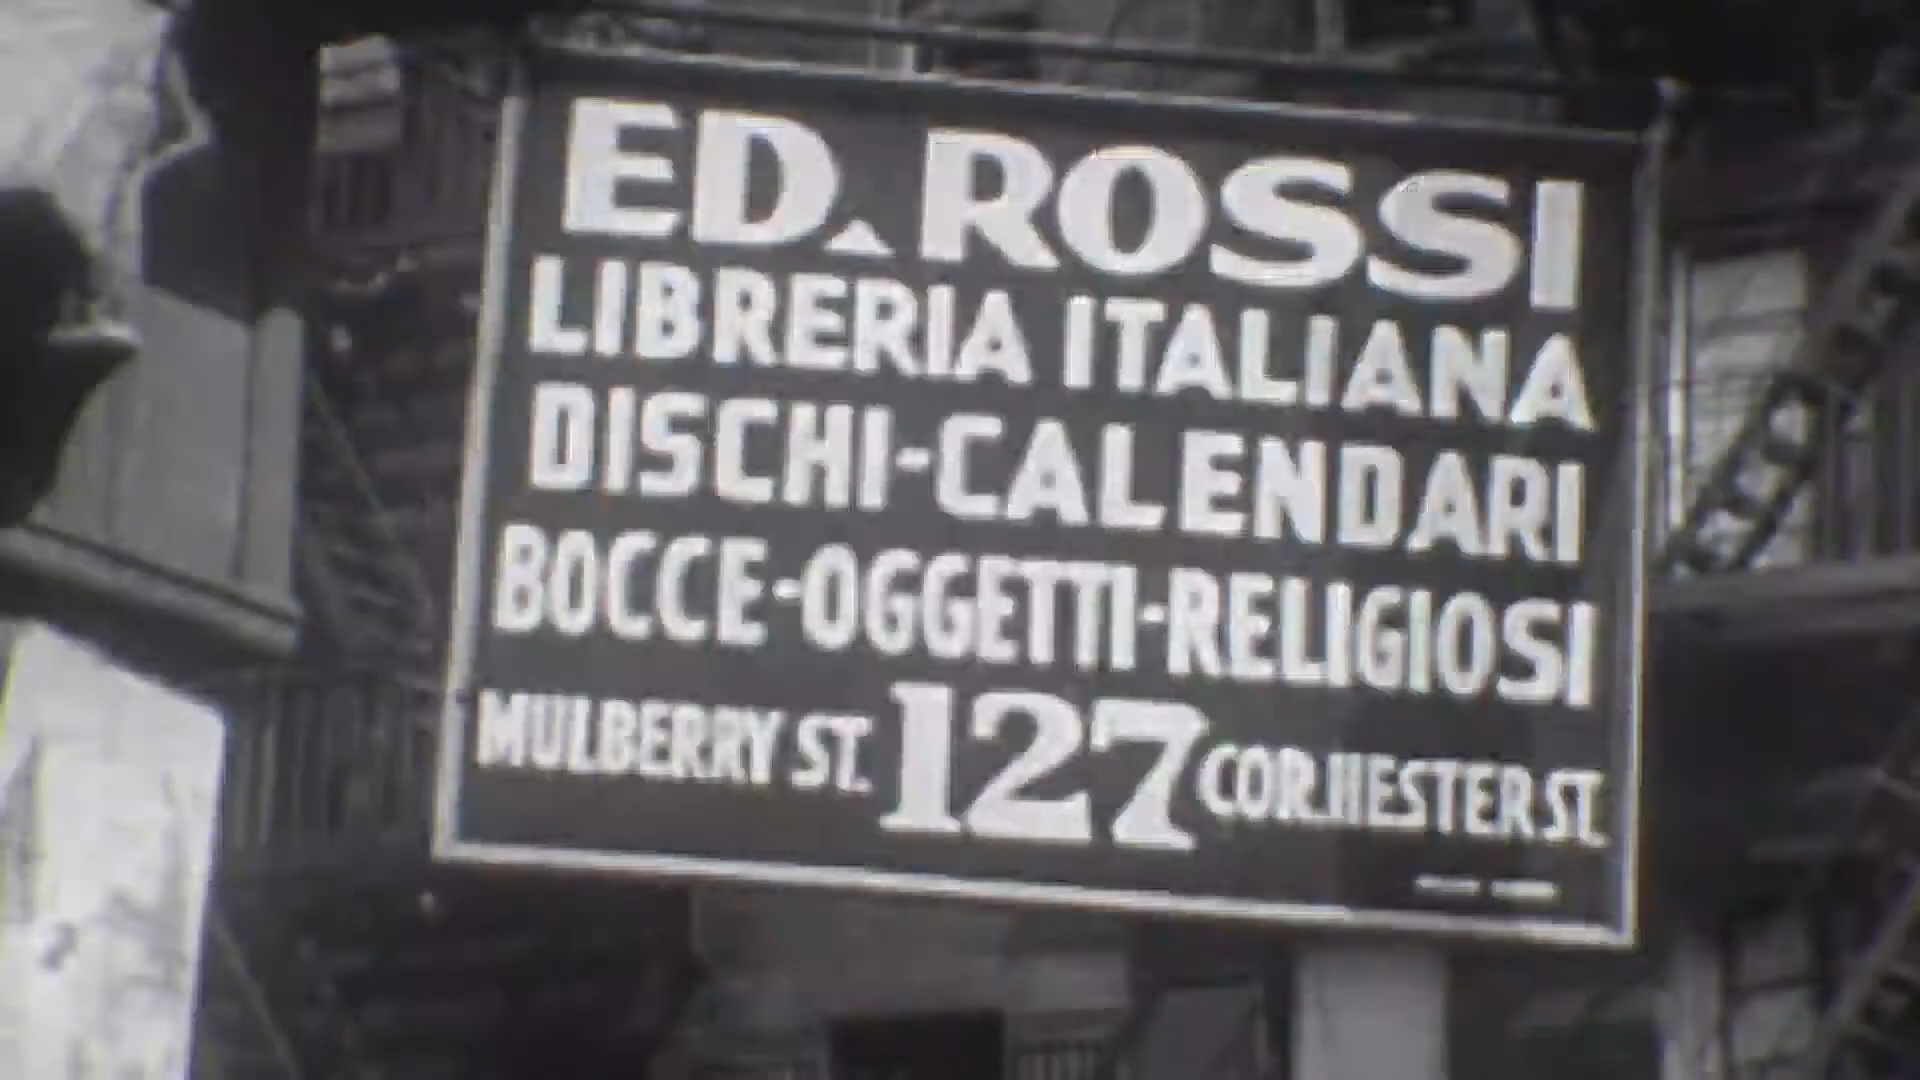 ED. ROSSI
LIBRERIA ITALIANA
DISCHI-CALENDARI
BOCCE-OGGETTI-RELIGIOSI
MULBERRY ST. 127 COR. HESTER ST.